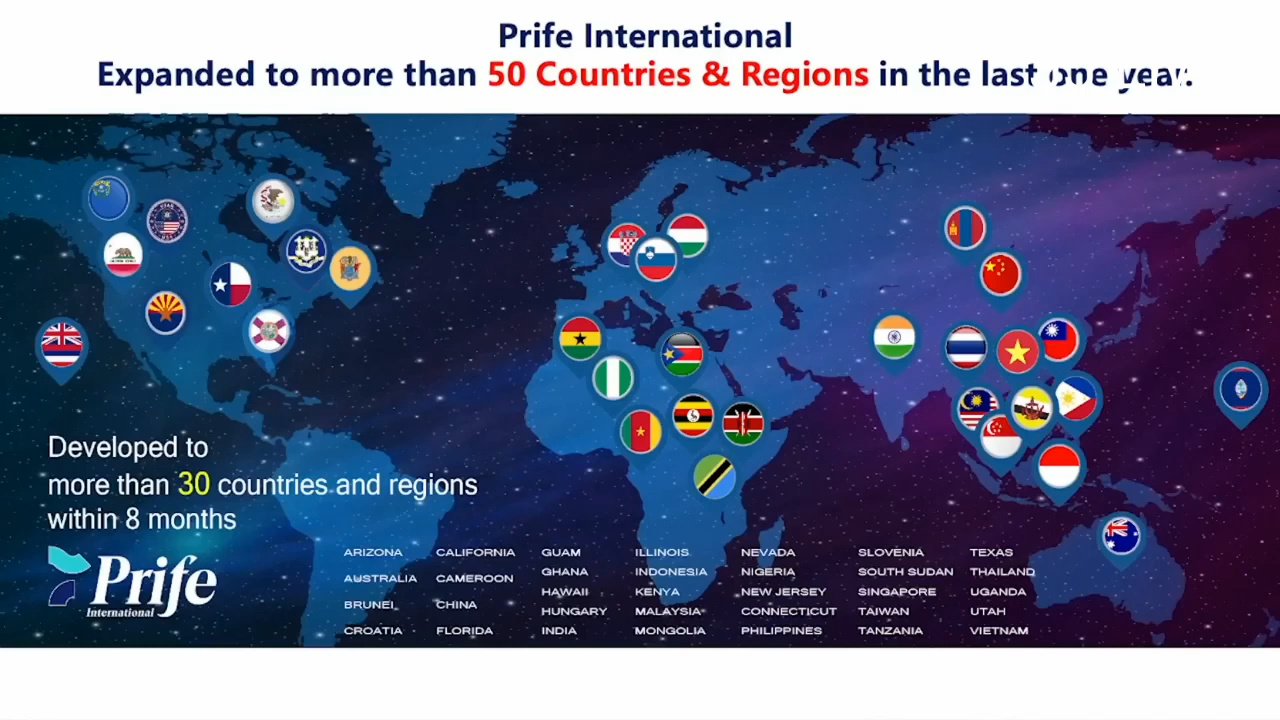 Prife International
Expanded to more than 50 Countries & Regions in the last one year.
Developed to
more than 30 countries and regions
within 8 months
Prife
International
ARIZONA CALIFORNIA GUAM ILLINOIS NEVADA SLOVENIA TEXAS
GHANA INDONESIA NIGERIA SOUTH SUDAN THAILAND
AUSTRALIA CAMEROON
HAWAII KENYA NEW JERSEY SINGAPORE UGANDA
BRUNEI CHINA
HUNGARY MALAYSIA CONNECTICUT TAIWAN UTAH
CROATIA FLORIDA INDIA MONGOLIA PHILIPPINES TANZANIA VIETNAM